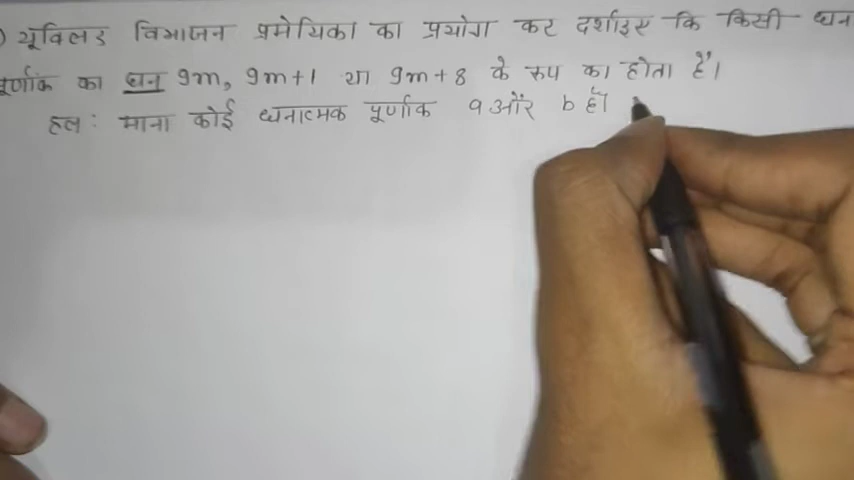 ) यूक्लिड विभाजन प्रमेयिका का प्रयोग कर दर्शाइए कि किसी धन
पूर्णांक का घन 9m, 9m+1 या 9m+8 के रुप का होता है।
हल: माना कोई धनात्मक पूर्णांक a और b हों